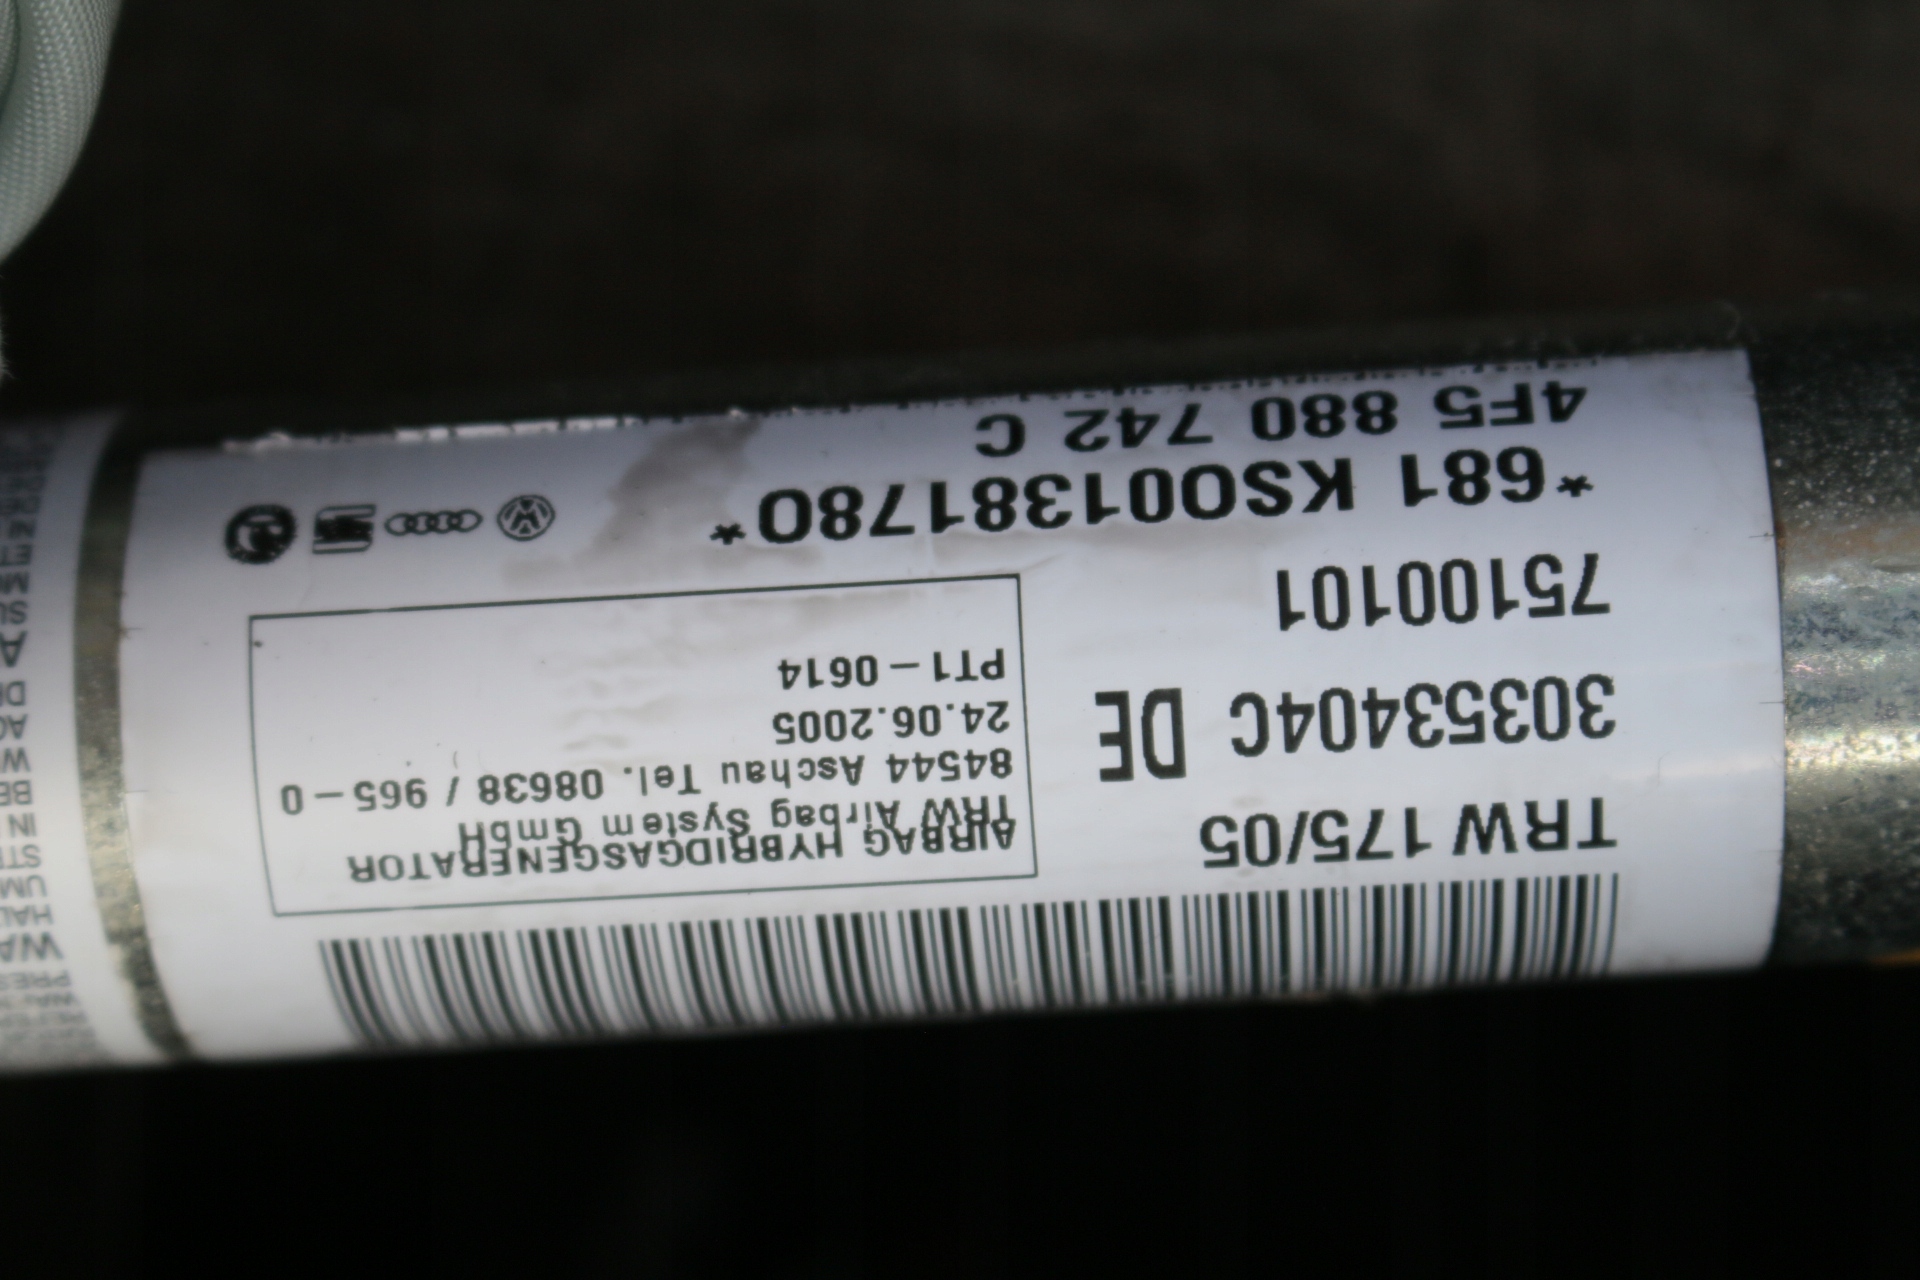 TRW 175/05
30353404C DE
75100101
*681 KSO01381780*
4F5 880 742 C
AIRBAG HYBRIDGASGENERATOR
TRW Airbag System GmbH
84544 Aschau Tel. 08638 / 965-0
24.06.2005
PT1-0614